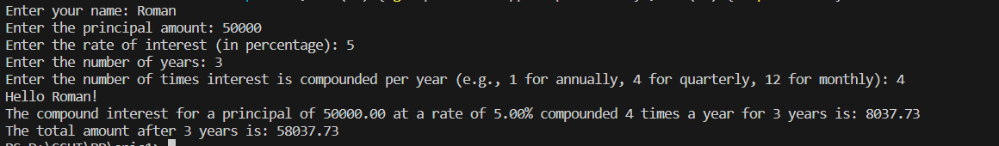 Enter your name: Roman
Enter the principal amount: 50000
Enter the rate of interest (in percentage): 5
Enter the number of years: 3
Enter the number of times interest is compounded per year (e.g., 1 for annually, 4 for quarterly, 12 for monthly): 4
Hello Roman!
The compound interest for a principal of 50000.00 at a rate of 5.00% compounded 4 times a year for 3 years is: 8037.73
The total amount after 3 years is: 58037.73